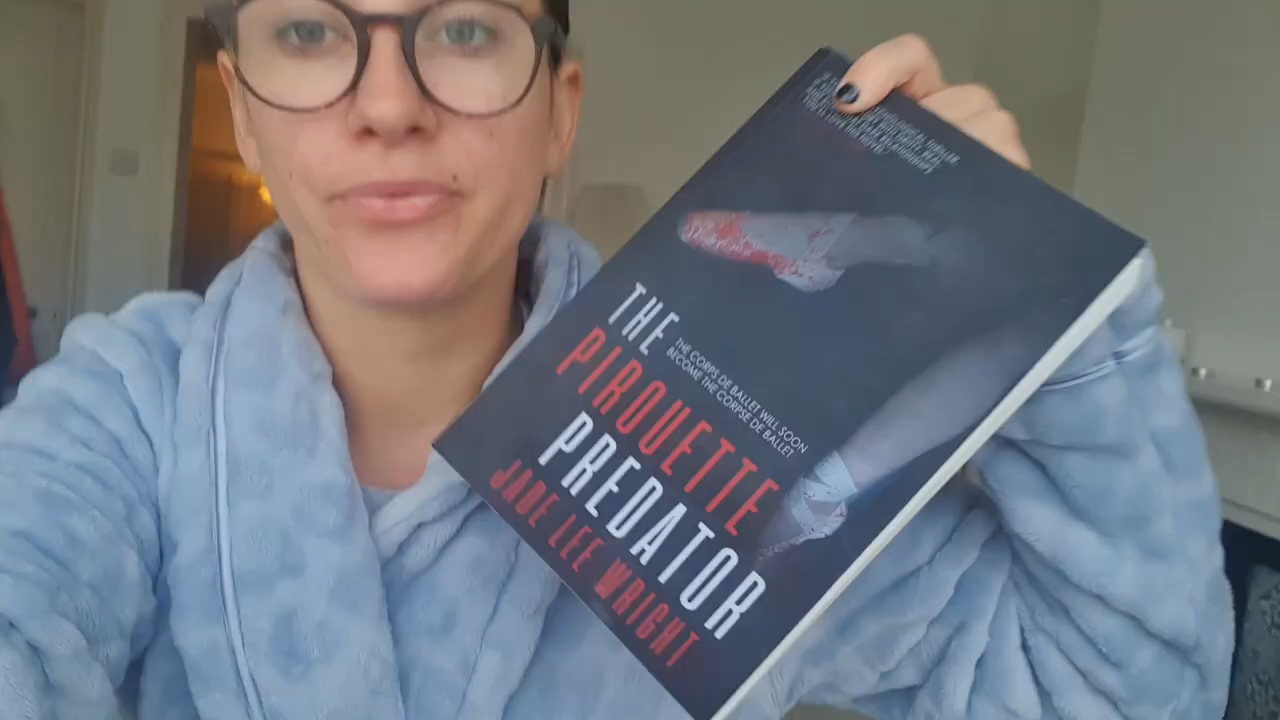 THE
THE CORPS DE BALLET WILL SOON
BECOME THE CORPSE DE BALLET
PIROUETTE
PREDATOR
JADE LEE WRIGHT